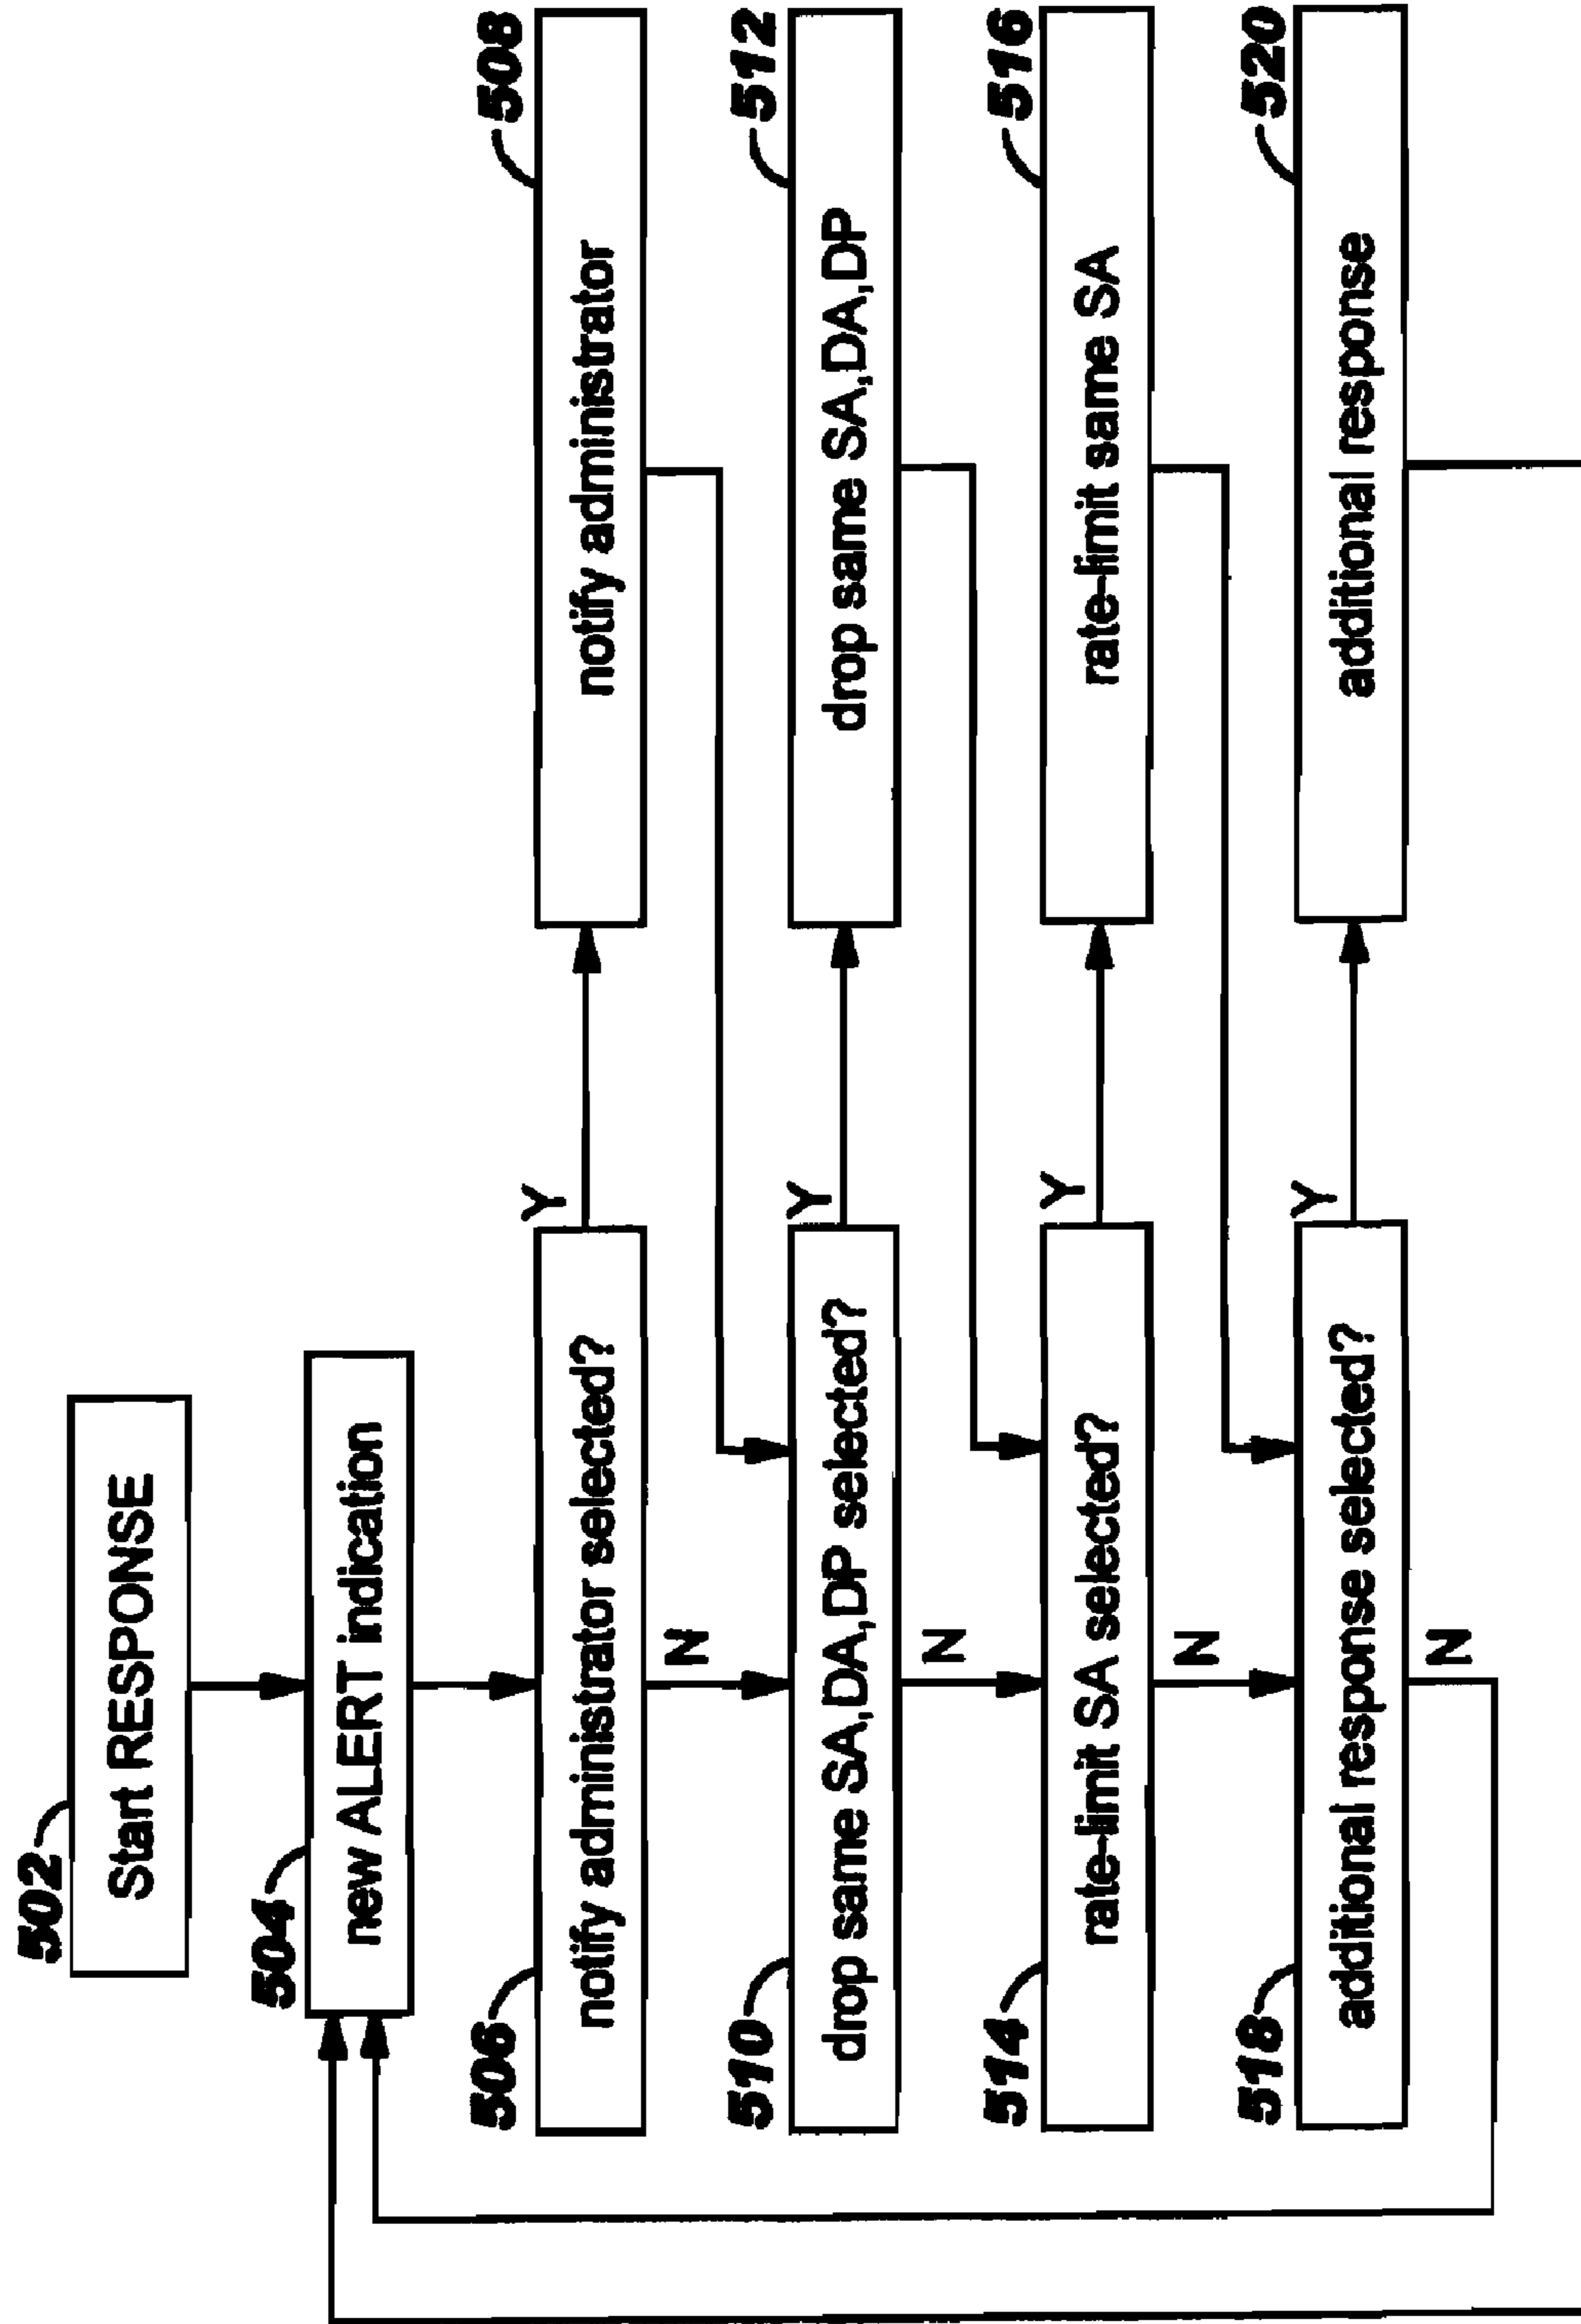 502
Start RESPONSE
504
new ALERT indication
506
notify administrator selected?
Y
508
notify administrator
N
510
drop same SA,DA,DP selected?
Y
512
drop same SA,DA,DP
N
514
rate-limit SA selected?
Y
516
rate-limit same SA
N
518
additional response selected?
Y
520
additional response
N